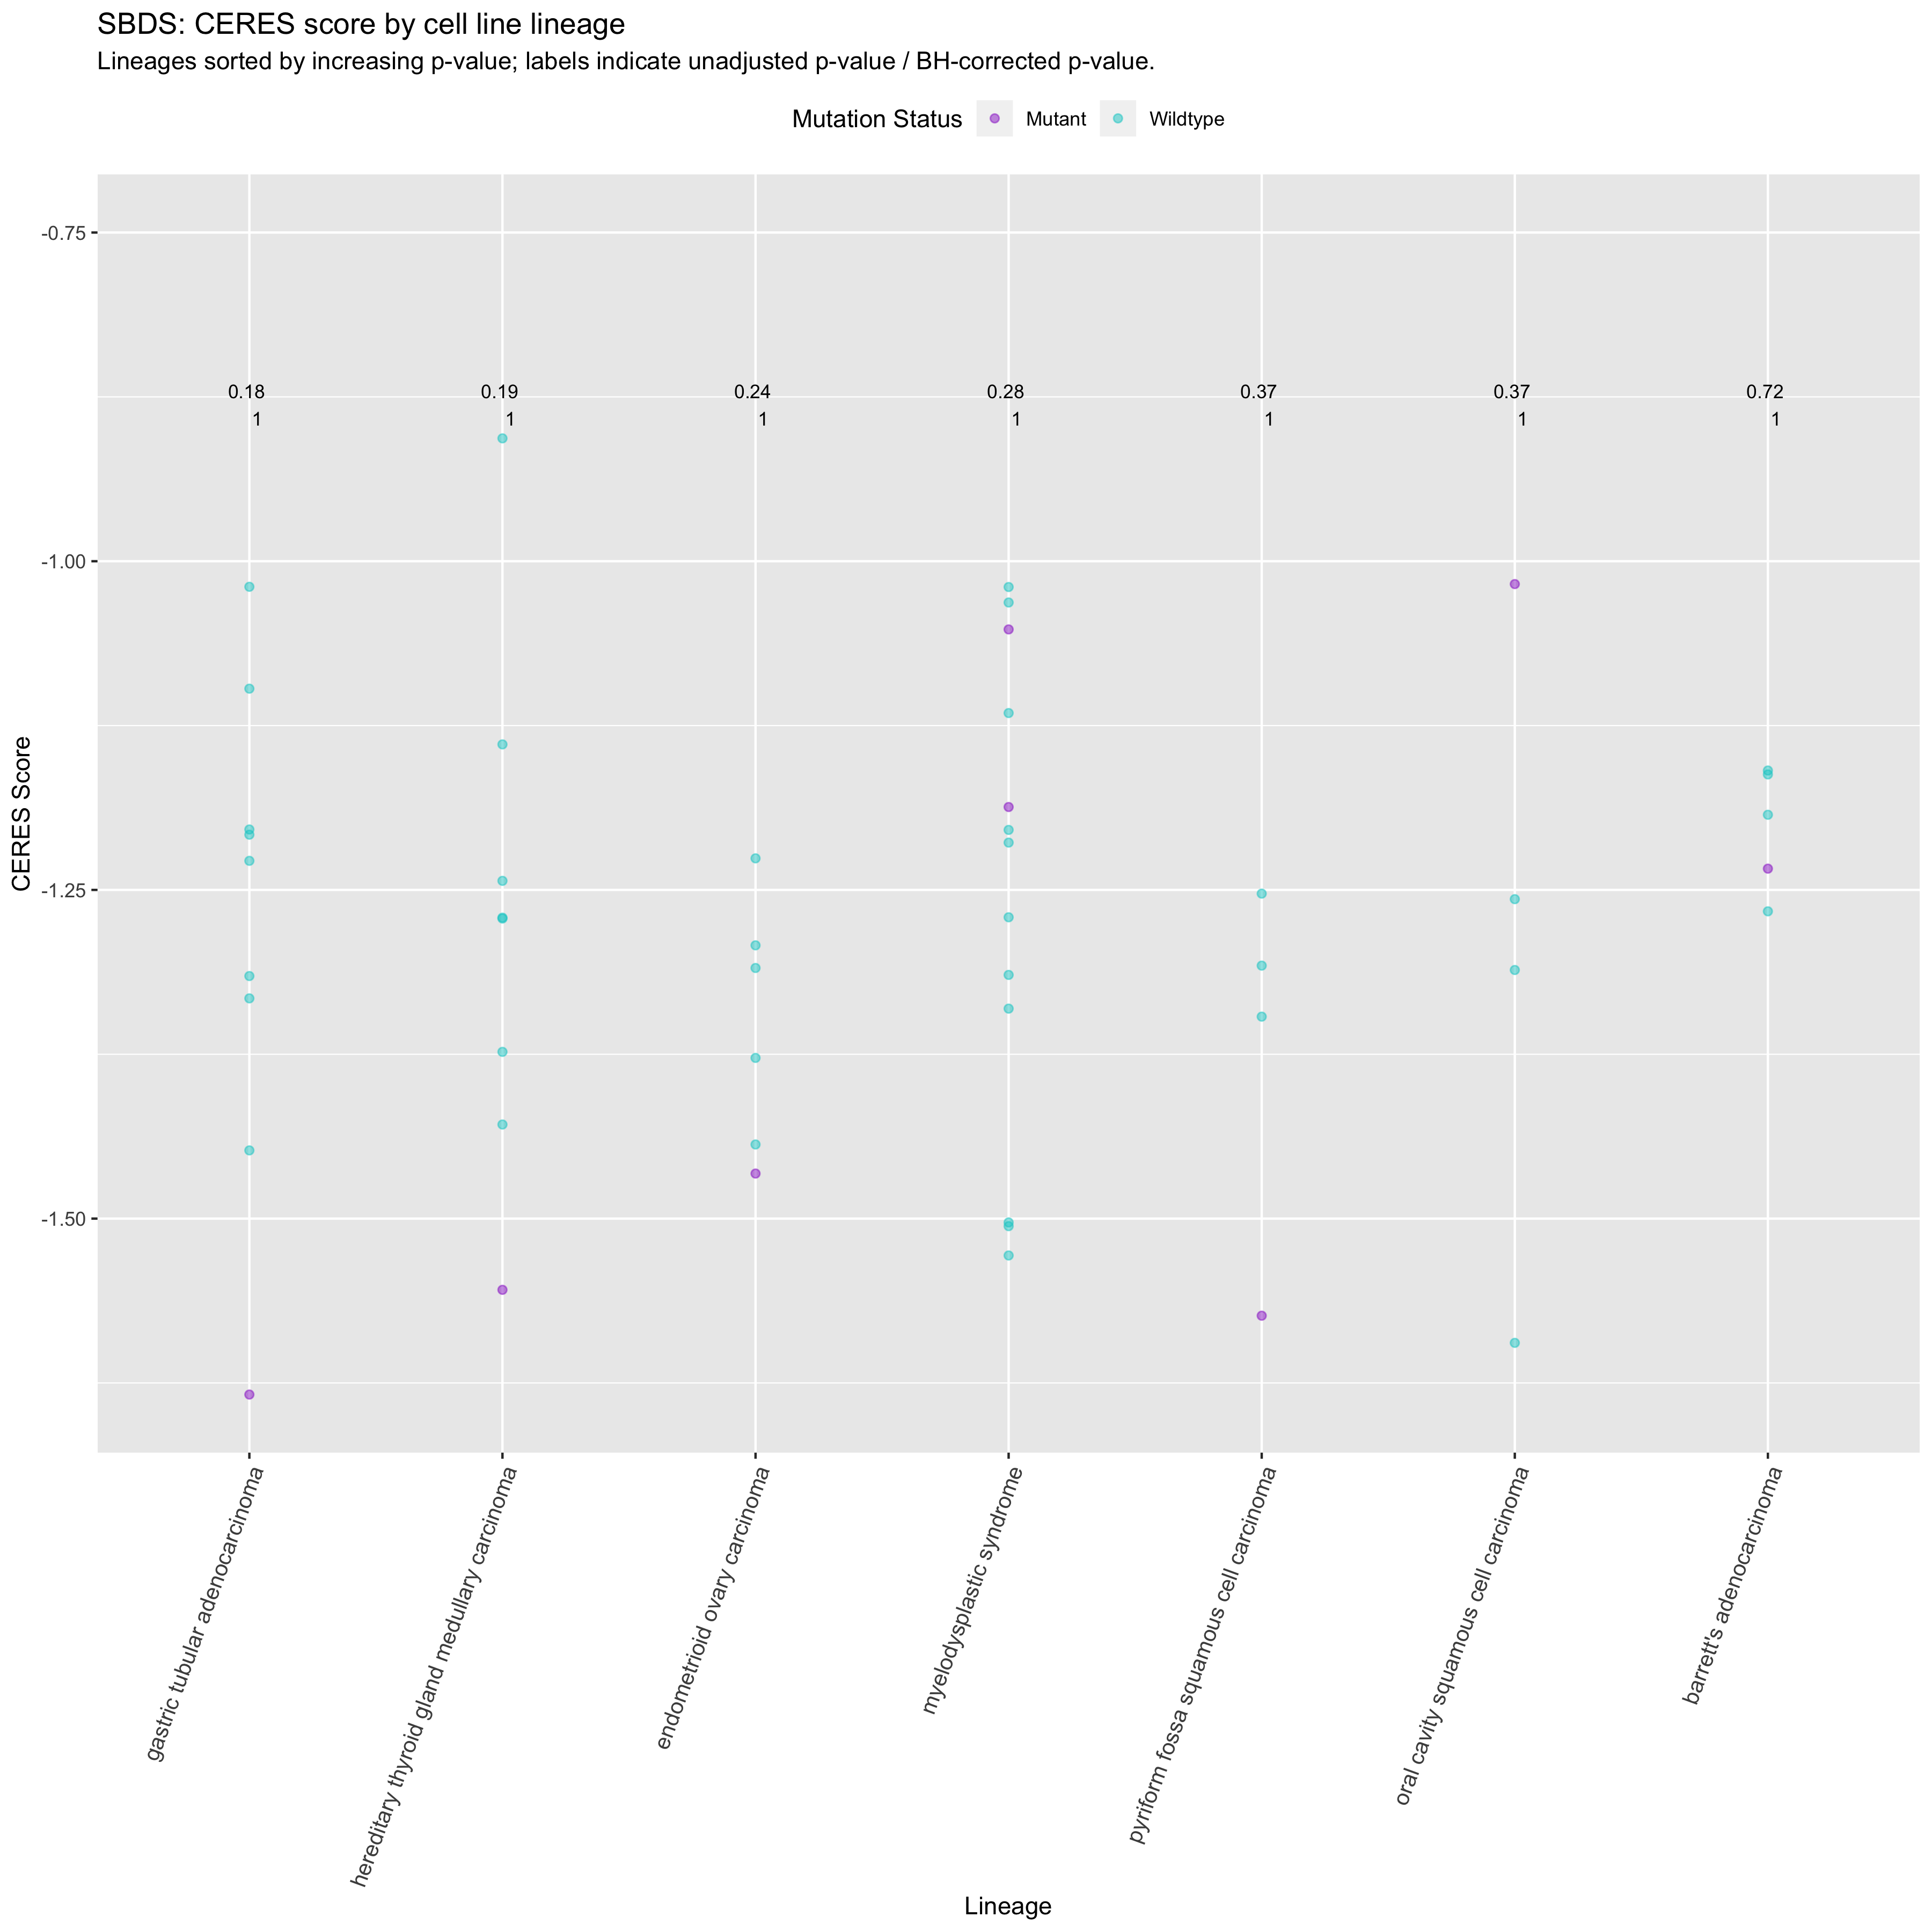 SBDS: CERES score by cell line lineage
Lineages sorted by increasing p-value; labels indicate unadjusted p-value / BH-corrected p-value.
Mutation Status Mutant Wildtype
CERES Score
-0.75
-1.00
-1.25
-1.50
0.18 0.19 0.24 0.28 0.37 0.37 0.72
1 1 1 1 1 1 1
gastric tubular adenocarcinoma
hereditary thyroid gland medullary carcinoma
endometrioid ovary carcinoma
myelodysplastic syndrome
pyriform fossa squamous cell carcinoma
oral cavity squamous cell carcinoma
barrett's adenocarcinoma
Lineage